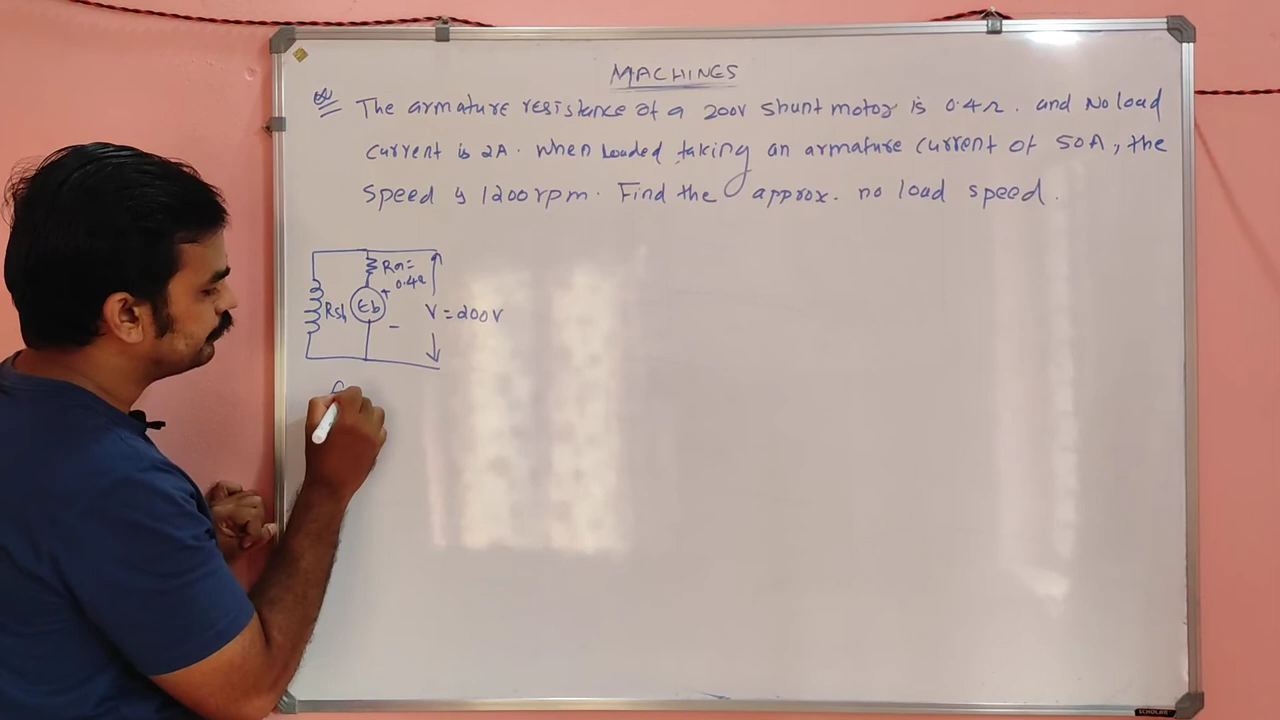 MACHINES
Q) The armature resistance of a 200V shunt motor is 0.4Ω. and No load
current is 2A. When Loaded taking an armature current of 50A, the
speed is 1200rpm. Find the approx. no load speed.
Ra=
0.4Ω
+
Rsh
Eb
V = 200V
-
SCHOLAR